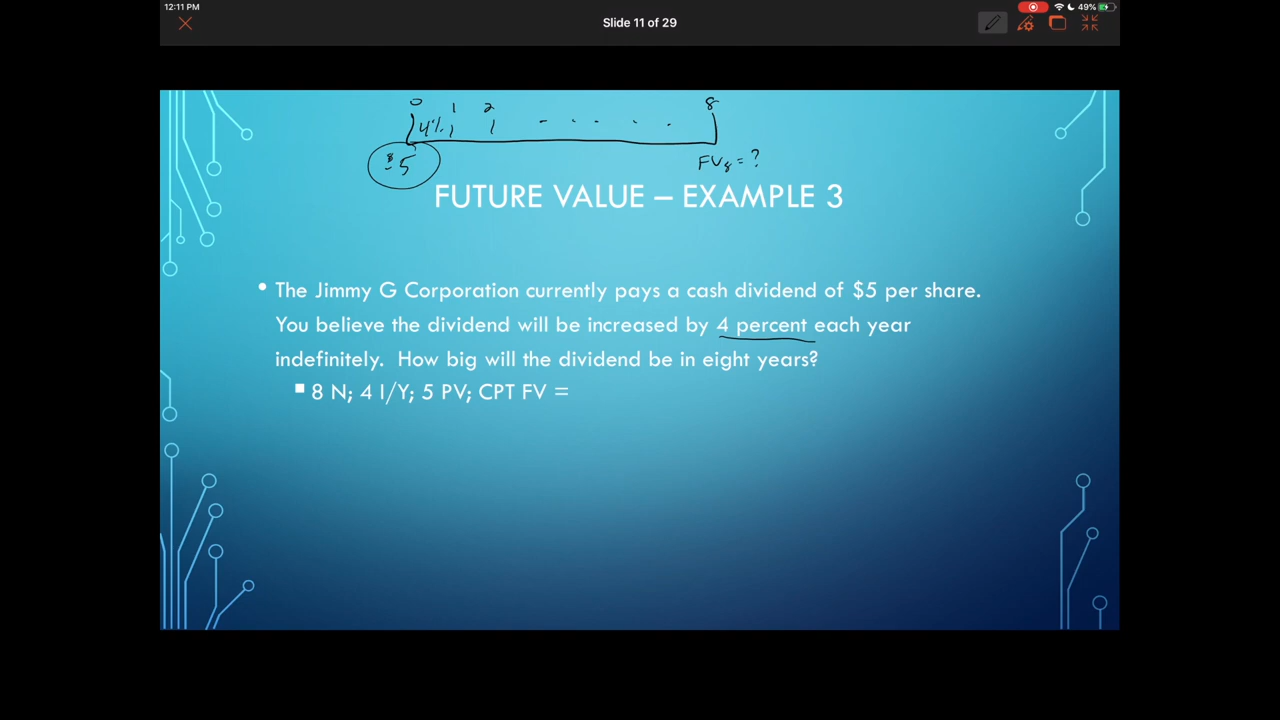 12:11 PM
49%
Slide 11 of 29
0 1 2 8
4%
$5
FV8 = ?
FUTURE VALUE – EXAMPLE 3
• The Jimmy G Corporation currently pays a cash dividend of $5 per share.
You believe the dividend will be increased by 4 percent each year
indefinitely. How big will the dividend be in eight years?
▪ 8 N; 4 I/Y; 5 PV; CPT FV =